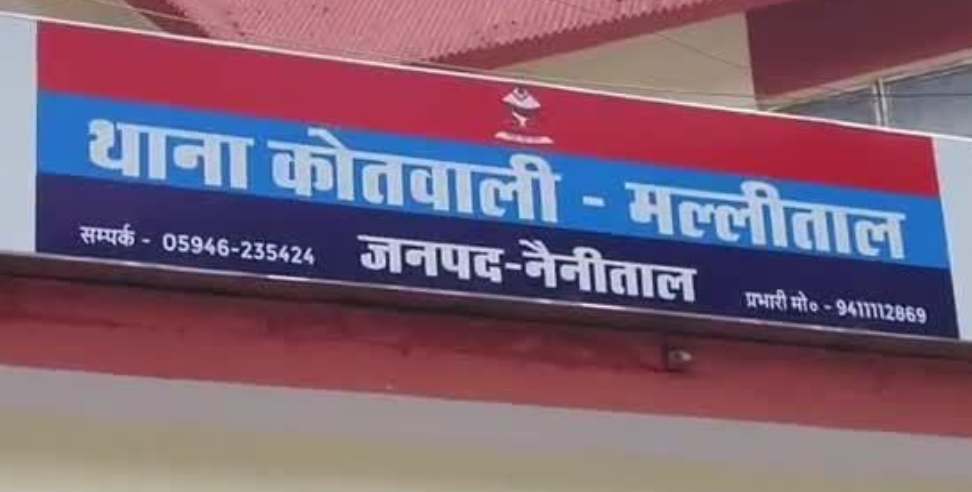 थाना कोतवाली - मल्लीताल
सम्पर्क - 05946-235424 जनपद-नैनीताल प्रभारी मो० - 9411112869